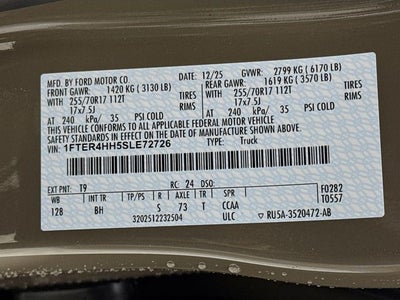 MFD. BY FORD MOTOR CO.
DATE: 12/25 GVWR: 2799 KG ( 6170 LB)
FRONT GAWR: 1420 KG ( 3130 LB) REAR GAWR: 1619 KG ( 3570 LB)
WITH TIRES WITH TIRES
255/70R17 112T RIMS 255/70R17 112T RIMS
17x7.5J 17x7.5J
AT 240 kPa/ 35 PSI COLD AT 240 kPa/ 35 PSI COLD
THIS VEHICLE CONFORMS TO ALL APPLICABLE FEDERAL MOTOR VEHICLE
SAFETY STANDARDS IN EFFECT ON THE DATE OF MANUFACTURE SHOWN ABOVE.
VIN: 1FTER4HH5SLE72726 TYPE: Truck
EXT PNT: T9 RC: 24 DSO:
WB INT TR TP/PS R AXLE TR SPR F0282
128 BH S 73 T CCAA T0557
3202512232504 ULC RU5A-3520472-AB